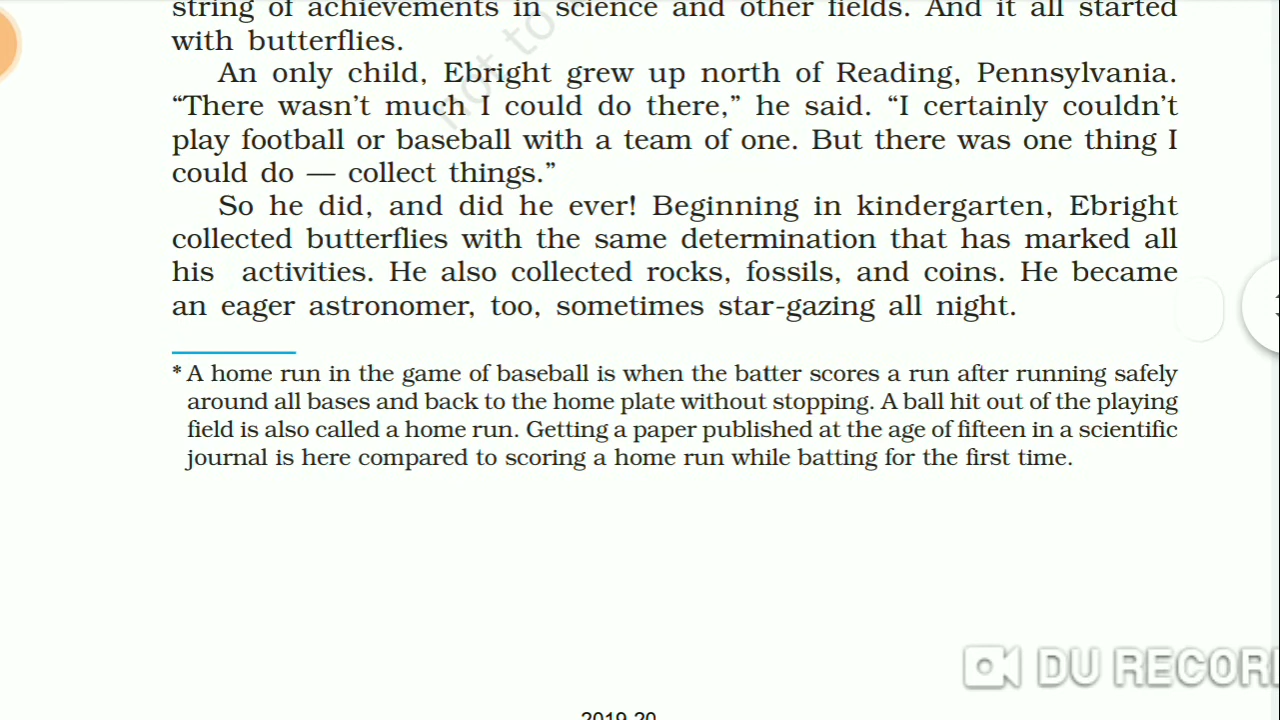 string of achievements in science and other fields. And it all started
with butterflies.
An only child, Ebright grew up north of Reading, Pennsylvania.
“There wasn’t much I could do there,” he said. “I certainly couldn’t
play football or baseball with a team of one. But there was one thing I
could do — collect things.”
So he did, and did he ever! Beginning in kindergarten, Ebright
collected butterflies with the same determination that has marked all
his activities. He also collected rocks, fossils, and coins. He became
an eager astronomer, too, sometimes star-gazing all night.
* A home run in the game of baseball is when the batter scores a run after running safely
around all bases and back to the home plate without stopping. A ball hit out of the playing
field is also called a home run. Getting a paper published at the age of fifteen in a scientific
journal is here compared to scoring a home run while batting for the first time.
not to
DU RECOR
2019-20